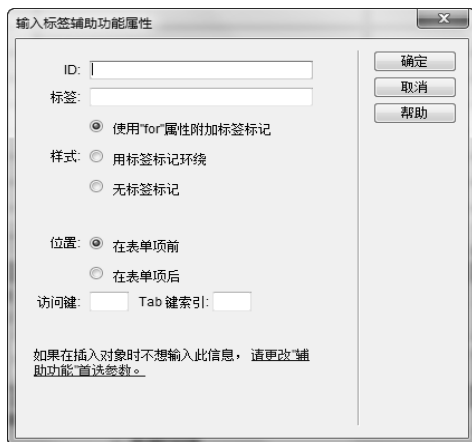 输入标签辅助功能属性
ID:
标签:
使用"for"属性附加标签标记
样式:
用标签标记环绕
无标签标记
位置:
在表单项前
在表单项后
访问键:
Tab 键索引:
如果在插入对象时不想输入此信息，请更改"辅
助功能"首选参数。
确定
取消
帮助